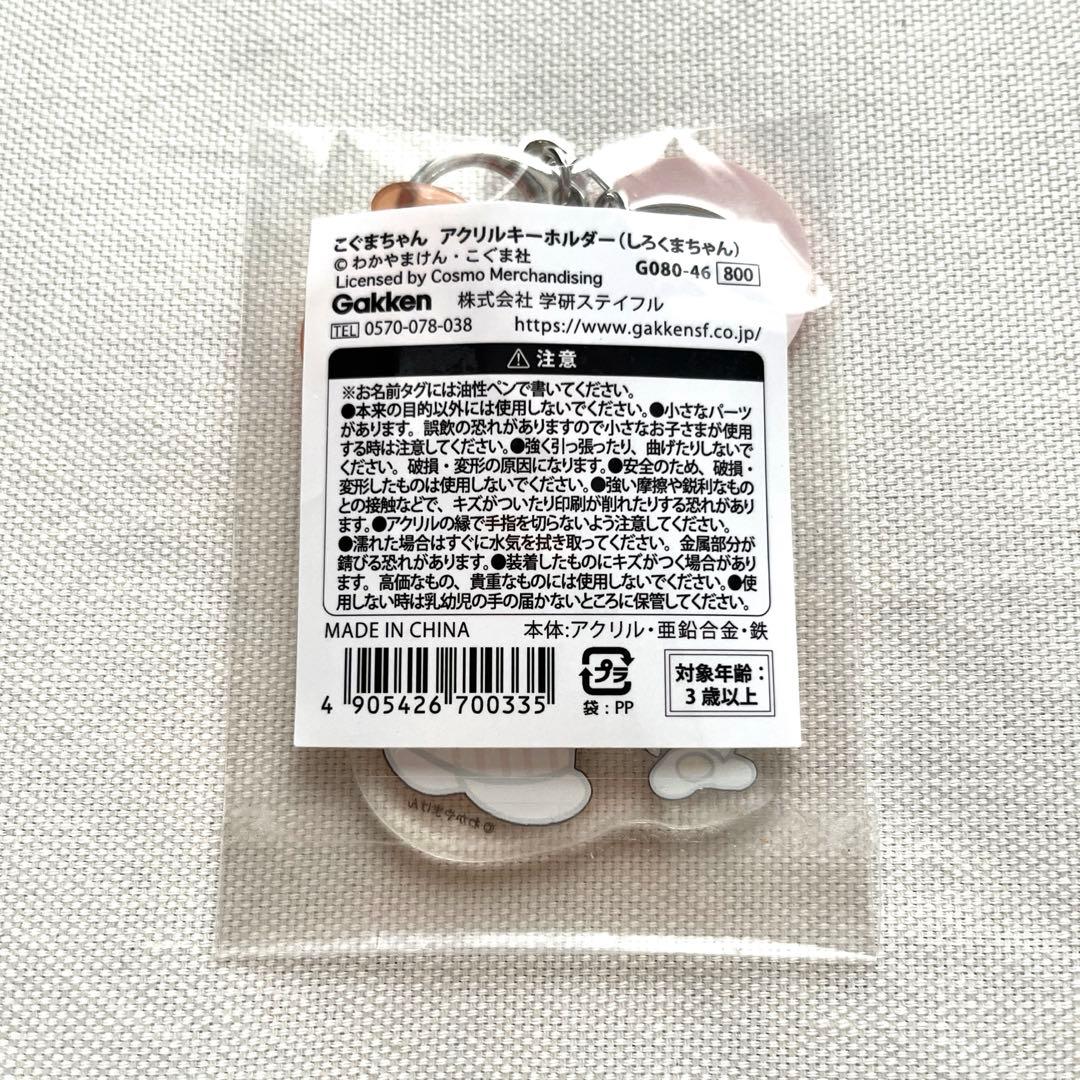 こぐまちゃん アクリルキーホルダー(しろくまちゃん)
© わかやまけん・こぐま社
G080-46 800
Licensed by Cosmo Merchandising
Gakken 株式会社 学研ステイフル
TEL 0570-078-038 https://www.gakkensf.co.jp/
⚠ 注意
※お名前タグには油性ペンで書いてください。
●本来の目的以外には使用しないでください。●小さなパーツ
があります。誤飲の恐れがありますので小さなお子さまが使用
する時は注意してください。●強く引っ張ったり、曲げたりしないで
ください。破損・変形の原因になります。●安全のため、破損・
変形したものは使用しないでください。●強い摩擦や鋭利なもの
との接触などで、キズがついたり印刷が削れたりする恐れがあり
ます。●アクリルの縁で手指を切らないよう注意してください。
●濡れた場合はすぐに水気を拭き取ってください。金属部分が
錆びる恐れがあります。●装着したものにキズがつく場合があり
ます。高価なもの、貴重なものには使用しないでください。●使
用しない時は乳幼児の手の届かないところに保管してください。
MADE IN CHINA 本体:アクリル・亜鉛合金・鉄
4 905426 700335
プラ
袋:PP
対象年齢:
3歳以上
©わかやまけん